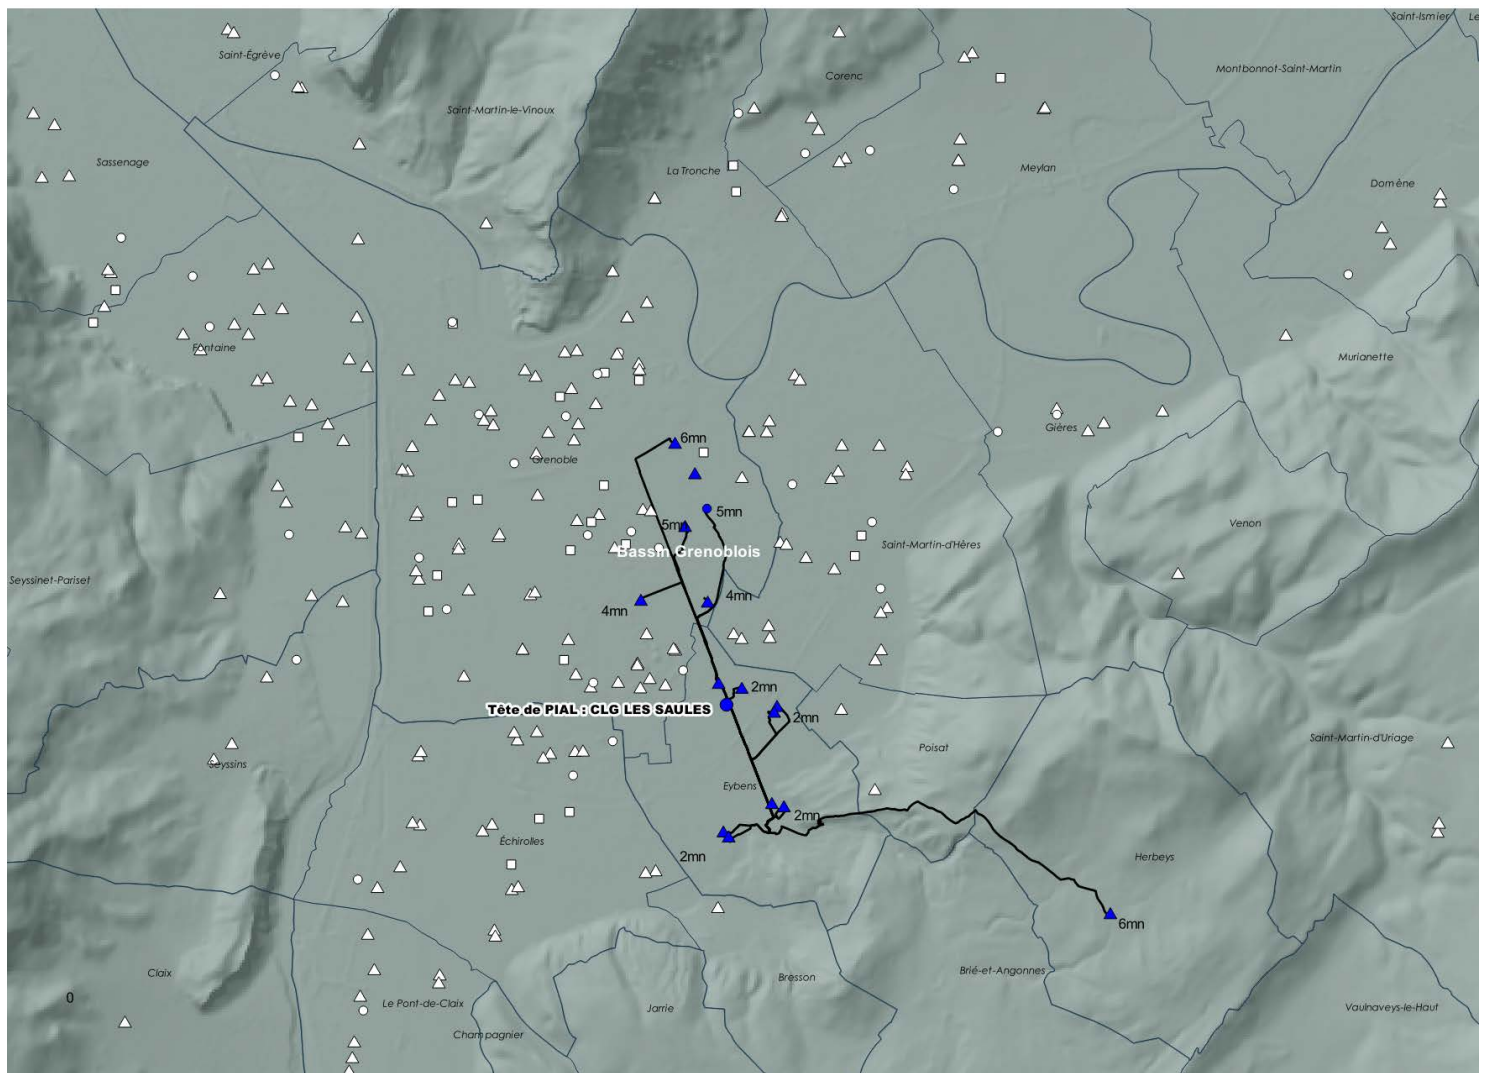 Saint-Ismier
Le
Saint-Égrève
Corenc
Montbonnot-Saint-Martin
Saint-Martin-le-Vinoux
Sassenage
La Tronche
Meylan
Domène
Fontaine
Murianette
Gières
6mn
Grenoble
5mn
5mn
Venon
Saint-Martin-d'Hères
Bassin Grenoblois
Seyssinet-Pariset
4mn
4mn
2mn
Tête de PIAL : CLG LES SAULES
2mn
Saint-Martin-d'Uriage
Poisat
Seyssins
Eybens
2mn
Échirolles
2mn
Herbeys
6mn
Claix
Brié-et-Angonnes
Bresson
0
Le Pont-de-Claix
Jarrie
Vaulnaveys-le-Haut
Champagnier